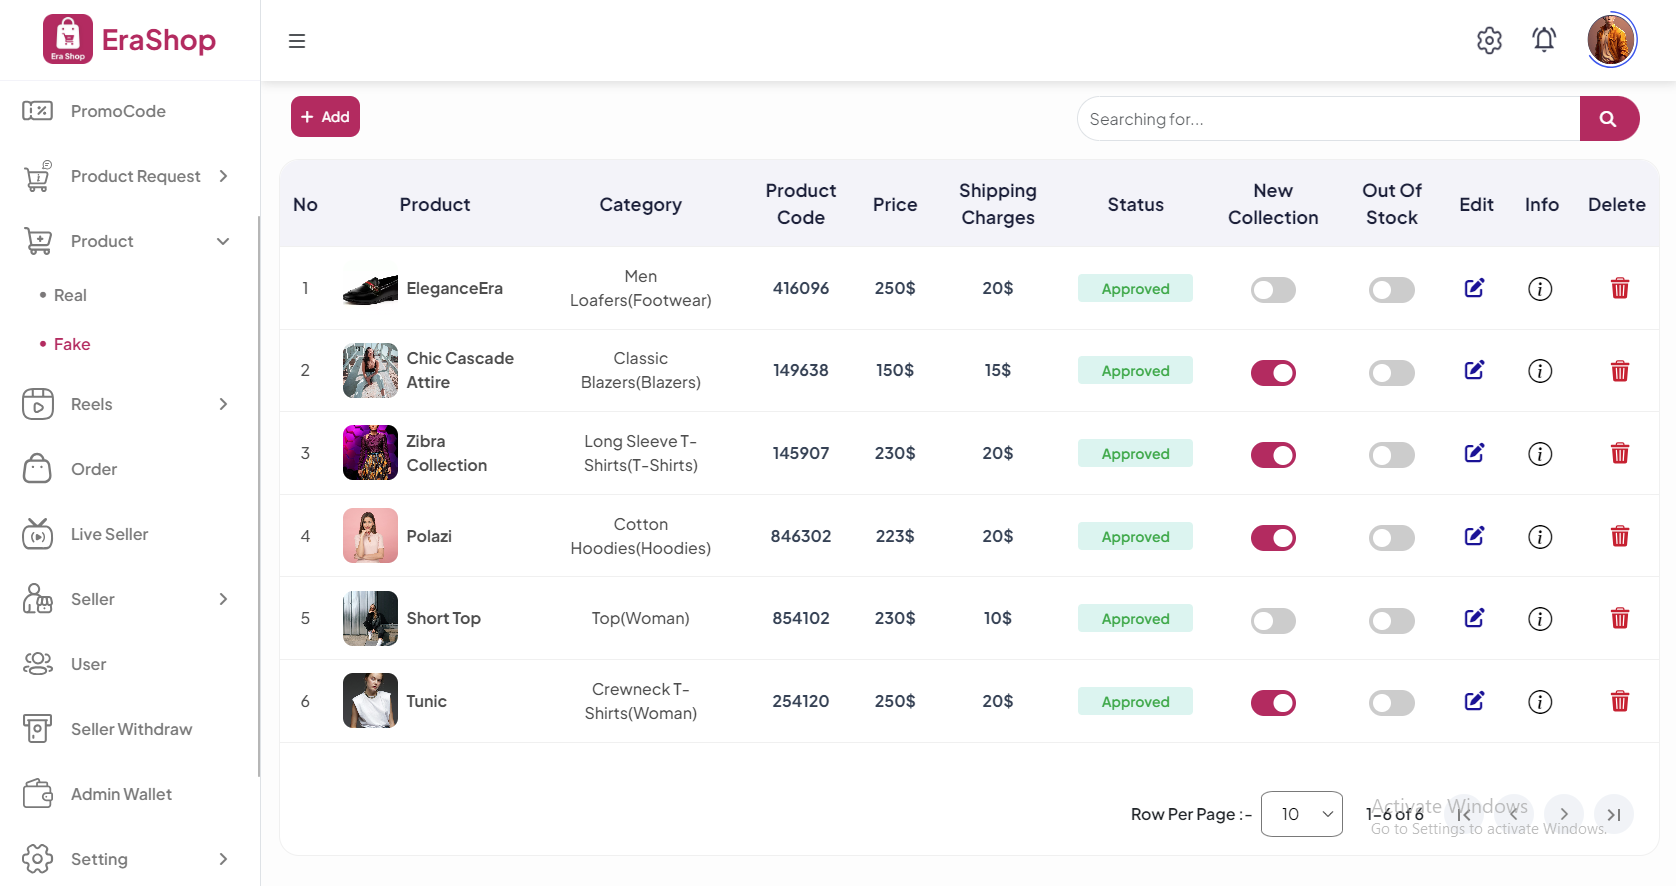 Era Shop
EraShop
PromoCode
Product Request
Product
Real
Fake
Reels
Order
Live Seller
Seller
User
Seller Withdraw
Admin Wallet
Setting
+ Add
Searching for...
No
Product
Category
Product
Code
Price
Shipping
Charges
Status
New
Collection
Out Of
Stock
Edit
Info
Delete
1
EleganceEra
Men
Loafers(Footwear)
416096
250$
20$
Approved
2
Chic Cascade
Attire
Classic
Blazers(Blazers)
149638
150$
15$
Approved
3
Zibra
Collection
Long Sleeve T-
Shirts(T-Shirts)
145907
230$
20$
Approved
4
Polazi
Cotton
Hoodies(Hoodies)
846302
223$
20$
Approved
5
Short Top
Top(Woman)
854102
230$
10$
Approved
6
Tunic
Crewneck T-
Shirts(Woman)
254120
250$
20$
Approved
Row Per Page :-
10
1-6 of 6
Activate Windows
Go to Settings to activate Windows.